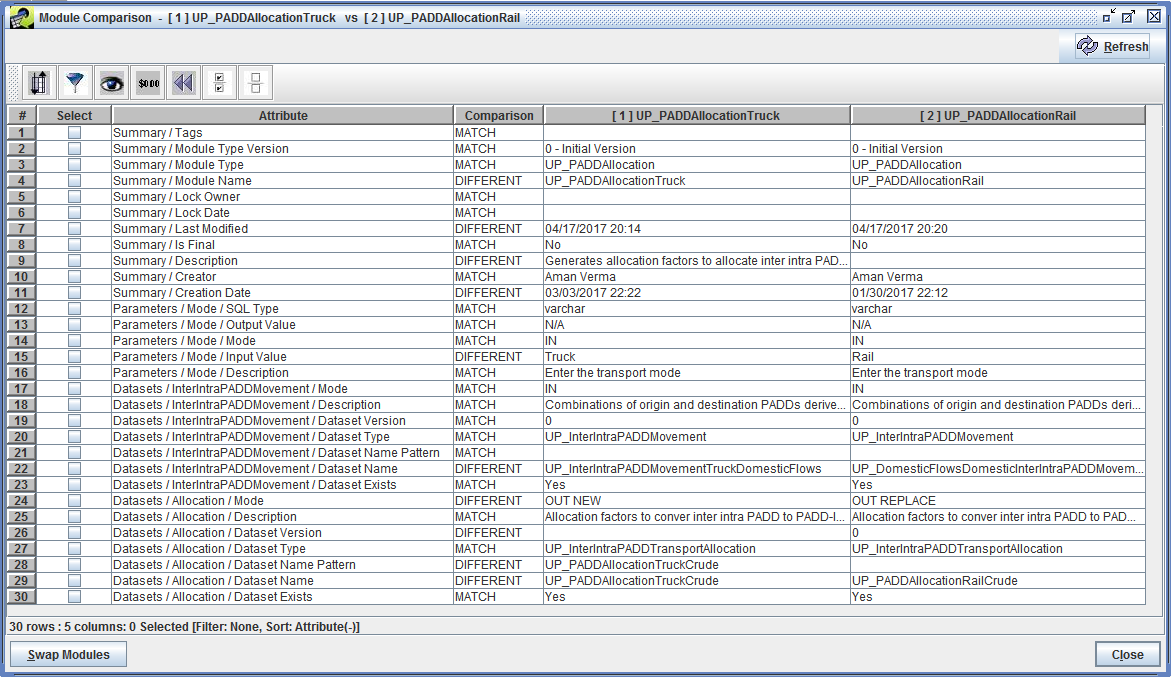 Module Comparison - [ 1 ] UP_PADDAllocationTruck vs [ 2 ] UP_PADDAllocationRail
Refresh
$0.00
# Select Attribute Comparison [ 1 ] UP_PADDAllocationTruck [ 2 ] UP_PADDAllocationRail
1 Summary / Tags MATCH
2 Summary / Module Type Version MATCH 0 - Initial Version 0 - Initial Version
3 Summary / Module Type MATCH UP_PADDAllocation UP_PADDAllocation
4 Summary / Module Name DIFFERENT UP_PADDAllocationTruck UP_PADDAllocationRail
5 Summary / Lock Owner MATCH
6 Summary / Lock Date MATCH
7 Summary / Last Modified DIFFERENT 04/17/2017 20:14 04/17/2017 20:20
8 Summary / Is Final MATCH No No
9 Summary / Description DIFFERENT Generates allocation factors to allocate inter intra PAD...
10 Summary / Creator MATCH Aman Verma Aman Verma
11 Summary / Creation Date DIFFERENT 03/03/2017 22:22 01/30/2017 22:12
12 Parameters / Mode / SQL Type MATCH varchar varchar
13 Parameters / Mode / Output Value MATCH N/A N/A
14 Parameters / Mode / Mode MATCH IN IN
15 Parameters / Mode / Input Value DIFFERENT Truck Rail
16 Parameters / Mode / Description MATCH Enter the transport mode Enter the transport mode
17 Datasets / InterIntraPADDMovement / Mode MATCH IN IN
18 Datasets / InterIntraPADDMovement / Description MATCH Combinations of origin and destination PADDs derive... Combinations of origin and destination PADDs deri...
19 Datasets / InterIntraPADDMovement / Dataset Version MATCH 0 0
20 Datasets / InterIntraPADDMovement / Dataset Type MATCH UP_InterIntraPADDMovement UP_InterIntraPADDMovement
21 Datasets / InterIntraPADDMovement / Dataset Name Pattern MATCH
22 Datasets / InterIntraPADDMovement / Dataset Name DIFFERENT UP_InterIntraPADDMovementTruckDomesticFlows UP_DomesticFlowsDomesticInterIntraPADDMovem...
23 Datasets / InterIntraPADDMovement / Dataset Exists MATCH Yes Yes
24 Datasets / Allocation / Mode DIFFERENT OUT NEW OUT REPLACE
25 Datasets / Allocation / Description MATCH Allocation factors to conver inter intra PADD to PADD-I... Allocation factors to conver inter intra PADD to PAD...
26 Datasets / Allocation / Dataset Version DIFFERENT 0
27 Datasets / Allocation / Dataset Type MATCH UP_InterIntraPADDTransportAllocation UP_InterIntraPADDTransportAllocation
28 Datasets / Allocation / Dataset Name Pattern DIFFERENT UP_PADDAllocationTruckCrude
29 Datasets / Allocation / Dataset Name DIFFERENT UP_PADDAllocationTruckCrude UP_PADDAllocationRailCrude
30 Datasets / Allocation / Dataset Exists MATCH Yes Yes
30 rows : 5 columns: 0 Selected [Filter: None, Sort: Attribute(-)]
Swap Modules Close